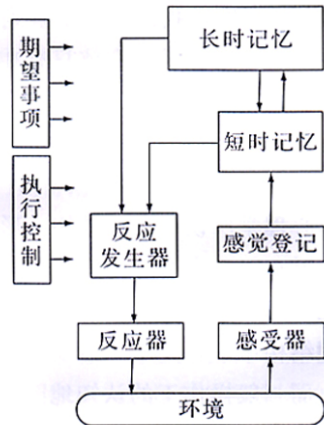 期望事项
执行控制
长时记忆
短时记忆
反应
发生器
感觉登记
反应器
感受器
环境